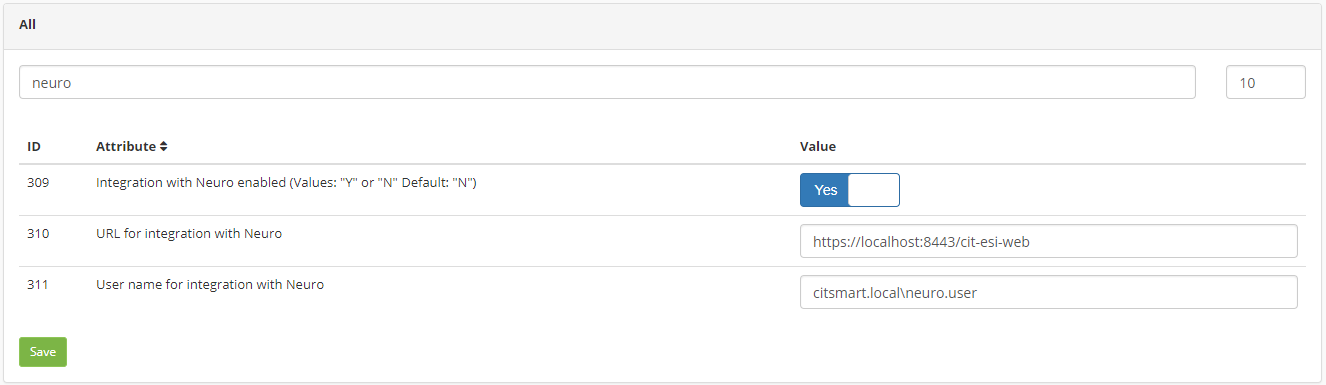 All
neuro 10
ID Attribute Value
309 Integration with Neuro enabled (Values: "Y" or "N" Default: "N") Yes
310 URL for integration with Neuro https://localhost:8443/cit-esi-web
311 User name for integration with Neuro citsmart.local\neuro.user
Save